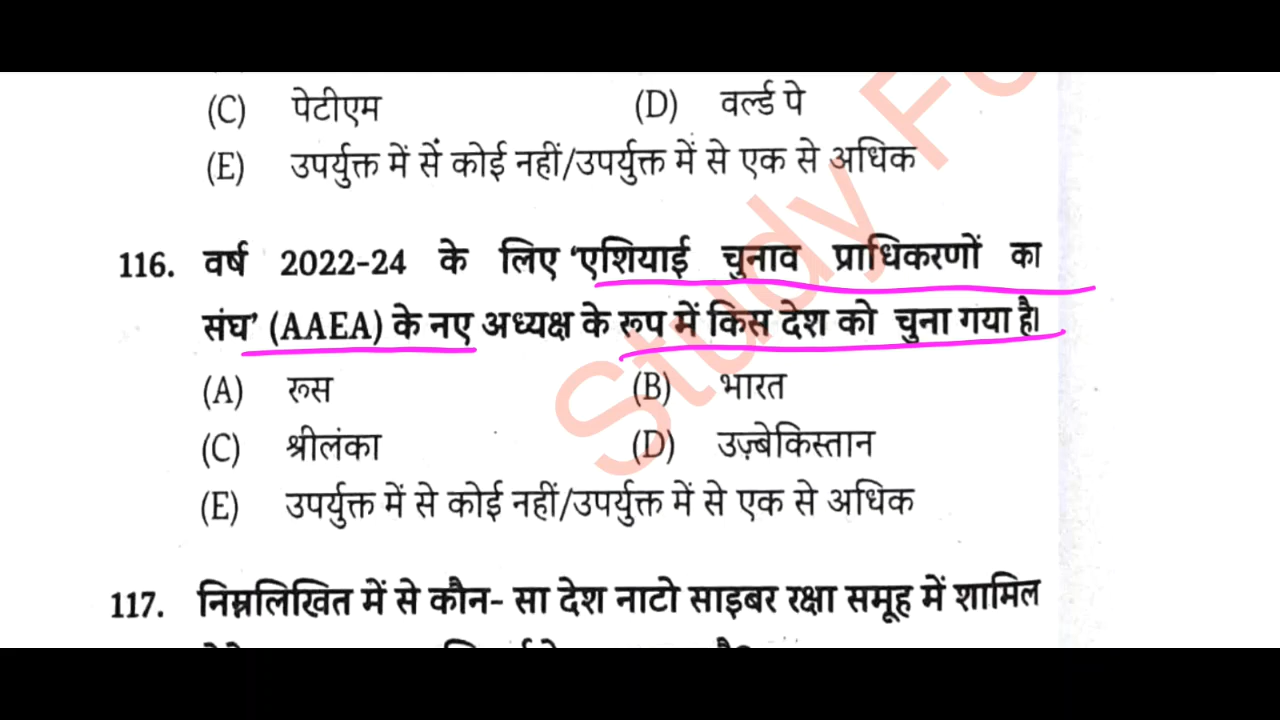 (C) पेटीएम (D) वर्ल्ड पे
(E) उपर्युक्त में सें कोई नहीं/उपर्युक्त में से एक से अधिक
116. वर्ष 2022-24 के लिए ‘एशियाई चुनाव प्राधिकरणों का
संघ’ (AAEA) के नए अध्यक्ष के रूप में किस देश को चुना गया है।
(A) रूस (B) भारत
(C) श्रीलंका (D) उज़्बेकिस्तान
(E) उपर्युक्त में से कोई नहीं/उपर्युक्त में से एक से अधिक
117. निम्नलिखित में से कौन- सा देश नाटो साइबर रक्षा समूह में शामिल
Study